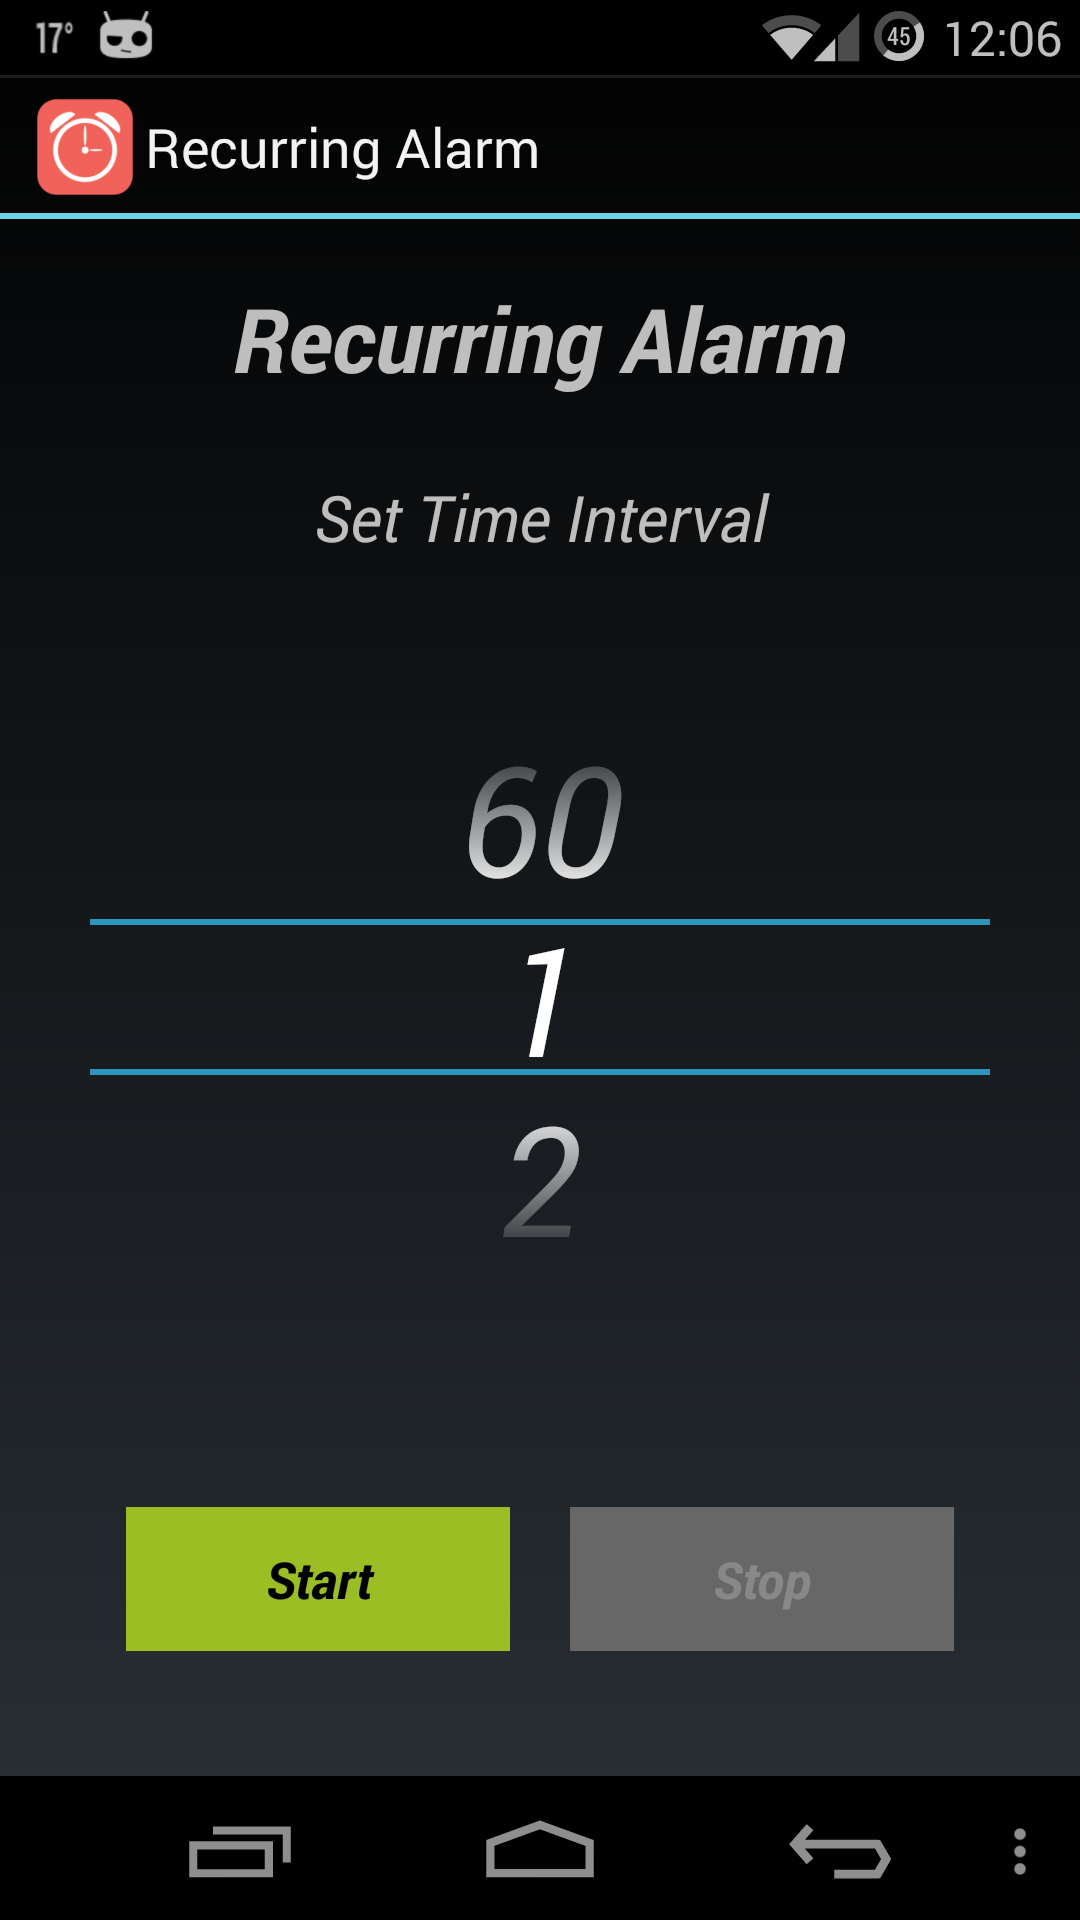 17°
45 12:06
Recurring Alarm
Recurring Alarm
Set Time Interval
60
1
2
Start Stop